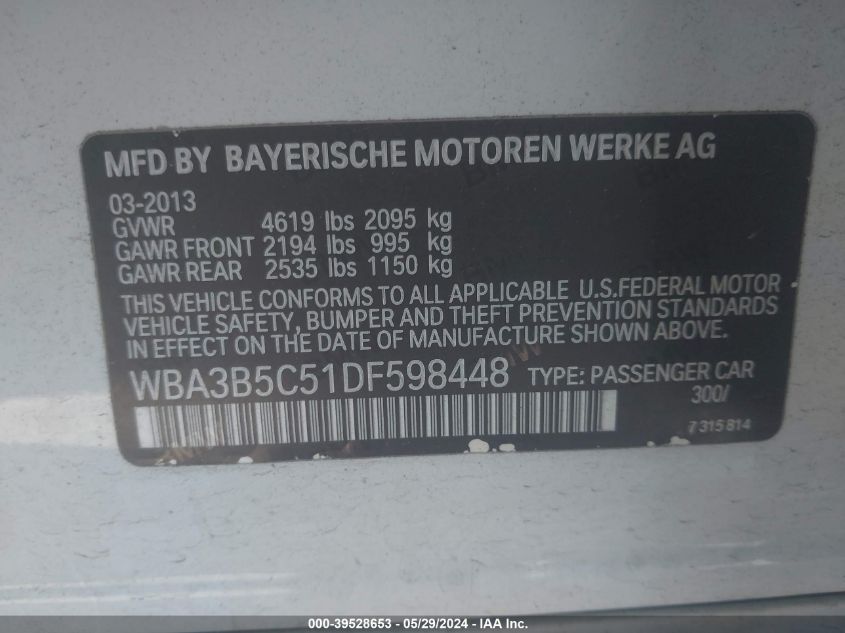 MFD BY BAYERISCHE MOTOREN WERKE AG
03-2013
GVWR 4619 lbs 2095 kg
GAWR FRONT 2194 lbs 995 kg
GAWR REAR 2535 lbs 1150 kg
THIS VEHICLE CONFORMS TO ALL APPLICABLE U.S.FEDERAL MOTOR
VEHICLE SAFETY, BUMPER AND THEFT PREVENTION STANDARDS
IN EFFECT ON THE DATE OF MANUFACTURE SHOWN ABOVE.
WBA3B5C51DF598448 TYPE: PASSENGER CAR
300/
7315814
000-39528653 - 05/29/2024 - IAA Inc.